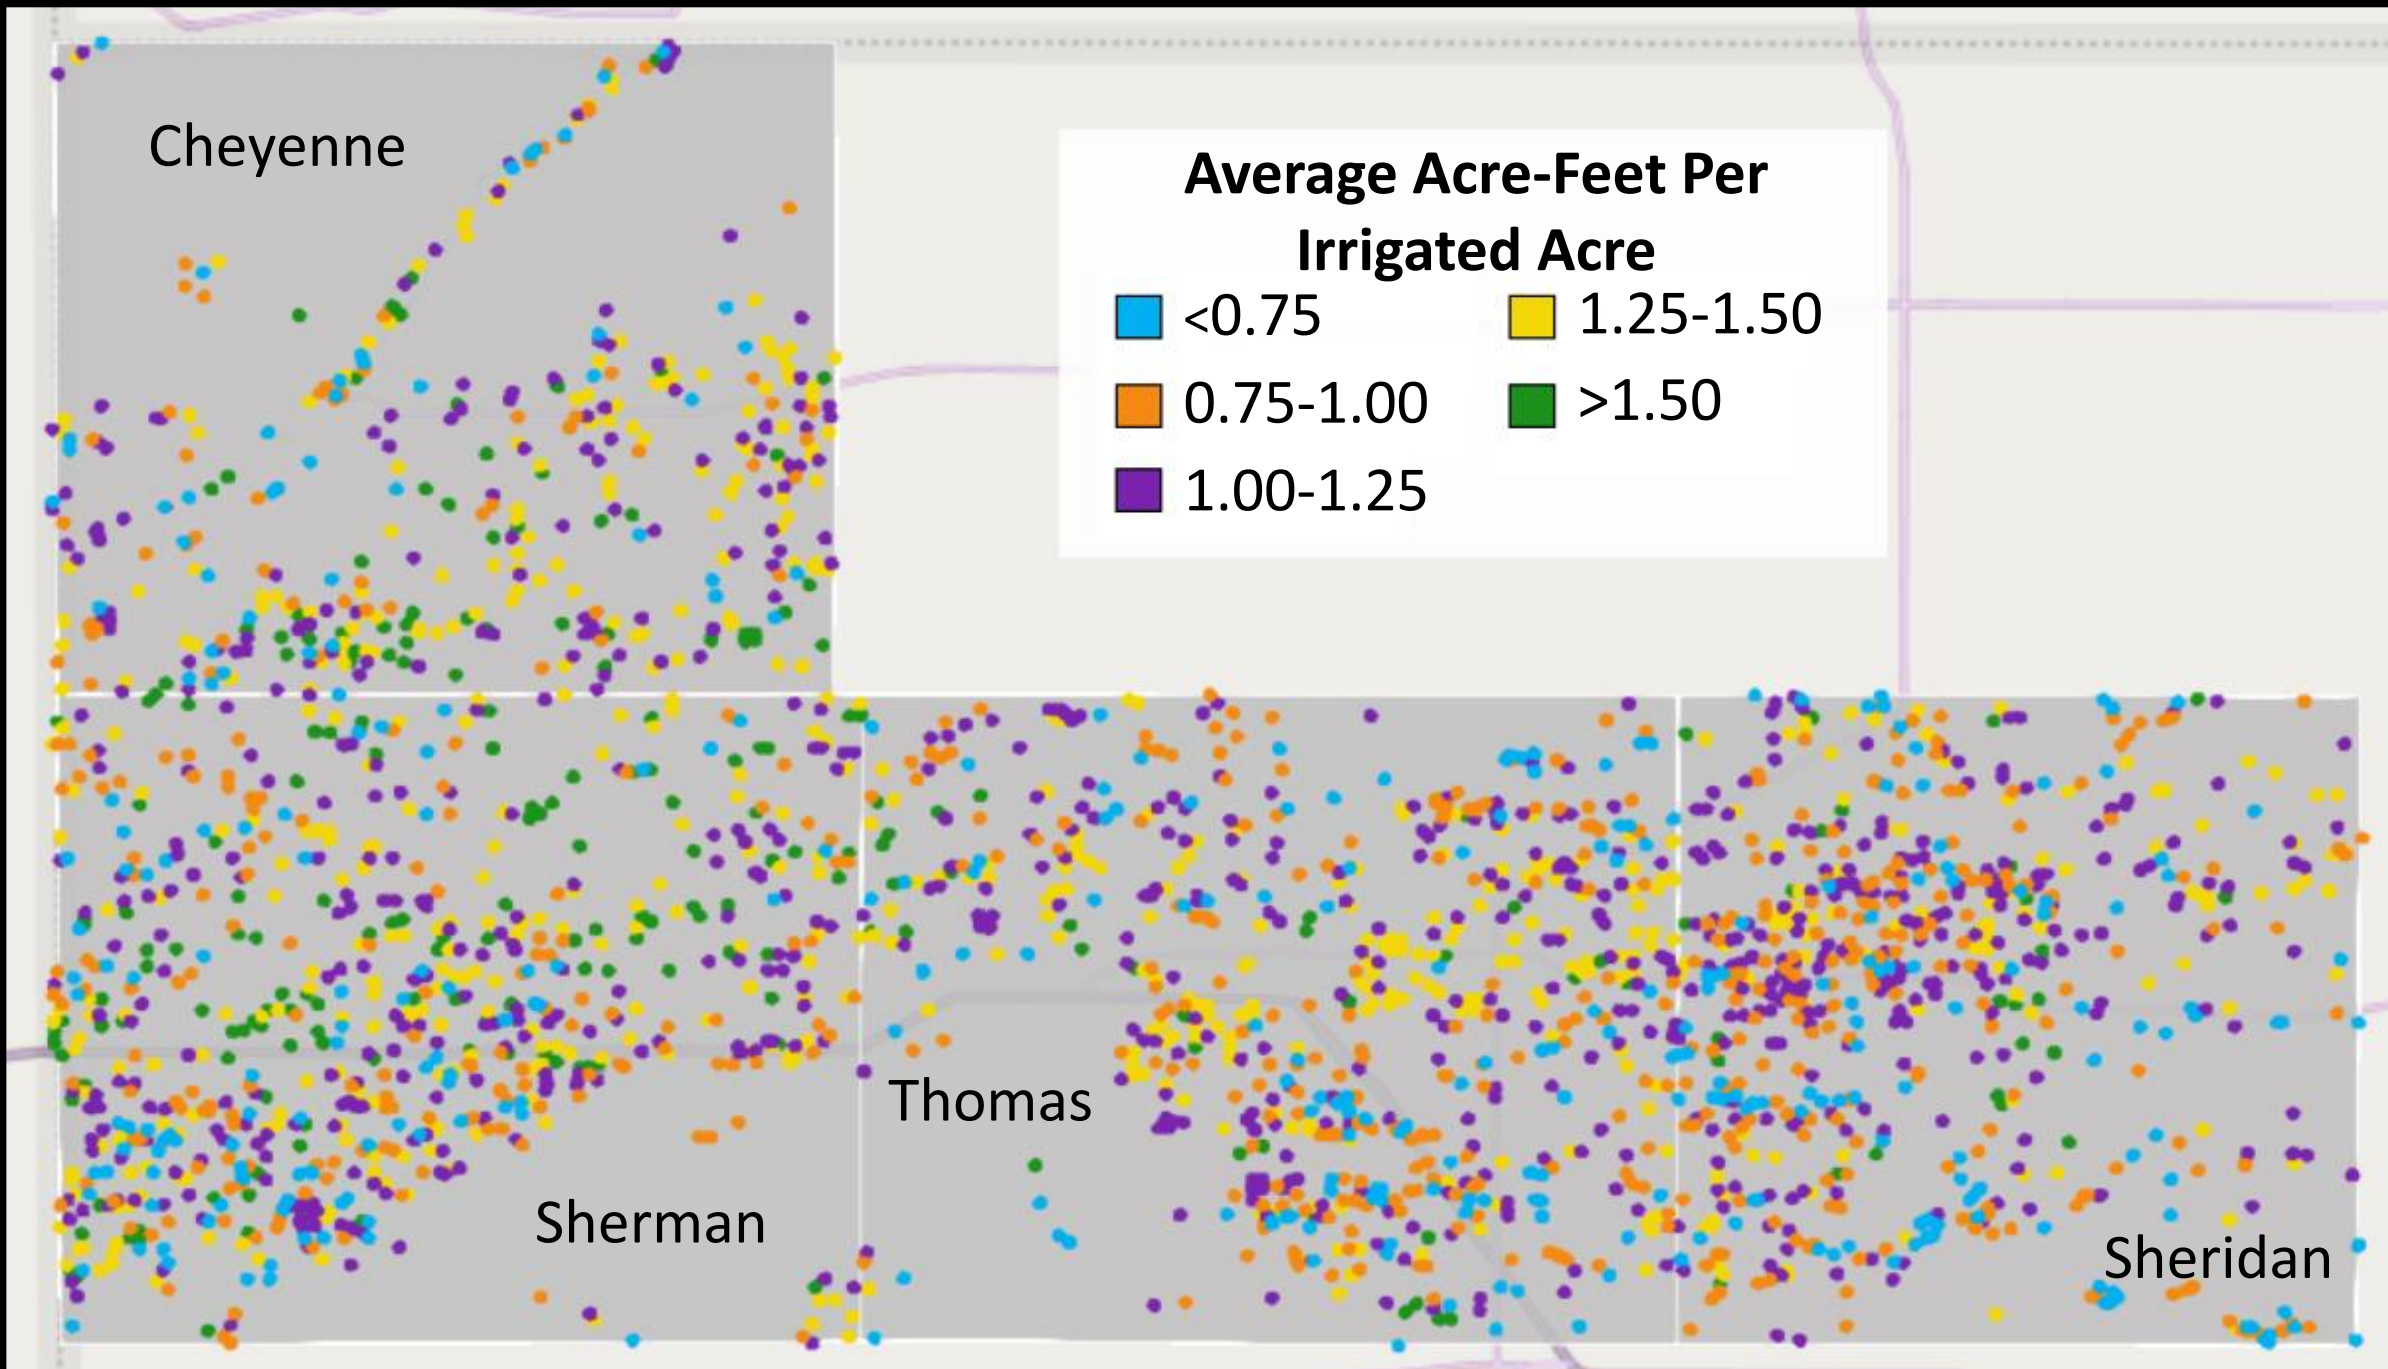 Cheyenne
Average Acre-Feet Per
Irrigated Acre
<0.75
1.25-1.50
0.75-1.00
>1.50
1.00-1.25
Thomas
Sherman
Sheridan